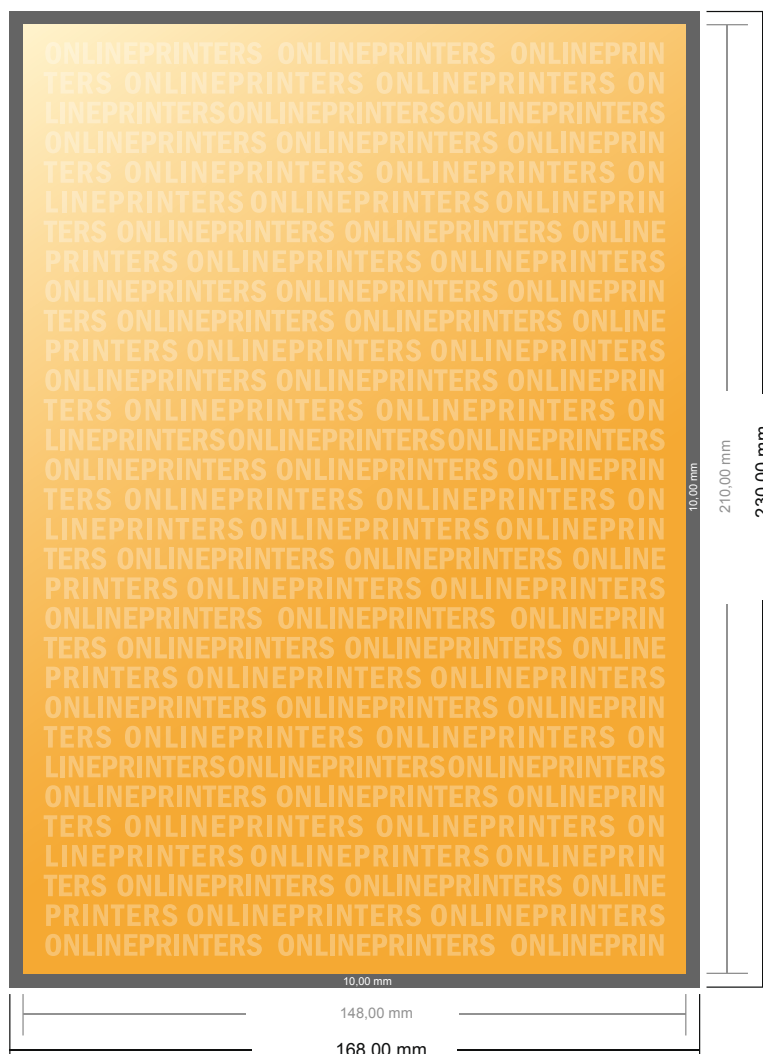 ONLINEPRINTERS ONLINEPRINTERS ONLINEPRIN
TERS ONLINEPRINTERS ONLINEPRINTERS ON
LINEPRINTERSONLINEPRINTERSONLINEPRINTERS
ONLINEPRINTERS ONLINEPRINTERS ONLINEPRIN
TERS ONLINEPRINTERS ONLINEPRINTERS ON
LINEPRINTERS ONLINEPRINTERS ONLINEPRIN
TERS ONLINEPRINTERS ONLINEPRINTERS ONLINE
PRINTERS ONLINEPRINTERS ONLINEPRINTERS
ONLINEPRINTERS ONLINEPRINTERS ONLINEPRIN
TERS ONLINEPRINTERS ONLINEPRINTERS ONLINE
PRINTERS ONLINEPRINTERS ONLINEPRINTERS
ONLINEPRINTERS ONLINEPRINTERS ONLINEPRIN
TERS ONLINEPRINTERS ONLINEPRINTERS ON
LINEPRINTERSONLINEPRINTERSONLINEPRINTERS
ONLINEPRINTERS ONLINEPRINTERS ONLINEPRIN
TERS ONLINEPRINTERS ONLINEPRINTERS ON
LINEPRINTERS ONLINEPRINTERS ONLINEPRIN
TERS ONLINEPRINTERS ONLINEPRINTERS ONLINE
PRINTERS ONLINEPRINTERS ONLINEPRINTERS
ONLINEPRINTERS ONLINEPRINTERS ONLINEPRIN
TERS ONLINEPRINTERS ONLINEPRINTERS ONLINE
PRINTERS ONLINEPRINTERS ONLINEPRINTERS
ONLINEPRINTERS ONLINEPRINTERS ONLINEPRIN
TERS ONLINEPRINTERS ONLINEPRINTERS ON
LINEPRINTERSONLINEPRINTERSONLINEPRINTERS
ONLINEPRINTERS ONLINEPRINTERS ONLINEPRIN
TERS ONLINEPRINTERS ONLINEPRINTERS ON
LINEPRINTERS ONLINEPRINTERS ONLINEPRIN
TERS ONLINEPRINTERS ONLINEPRINTERS ONLINE
PRINTERS ONLINEPRINTERS ONLINEPRINTERS
ONLINEPRINTERS ONLINEPRINTERS ONLINEPRIN
10,00 mm
210,00 mm
230,00 mm
10,00 mm
148,00 mm
168,00 mm